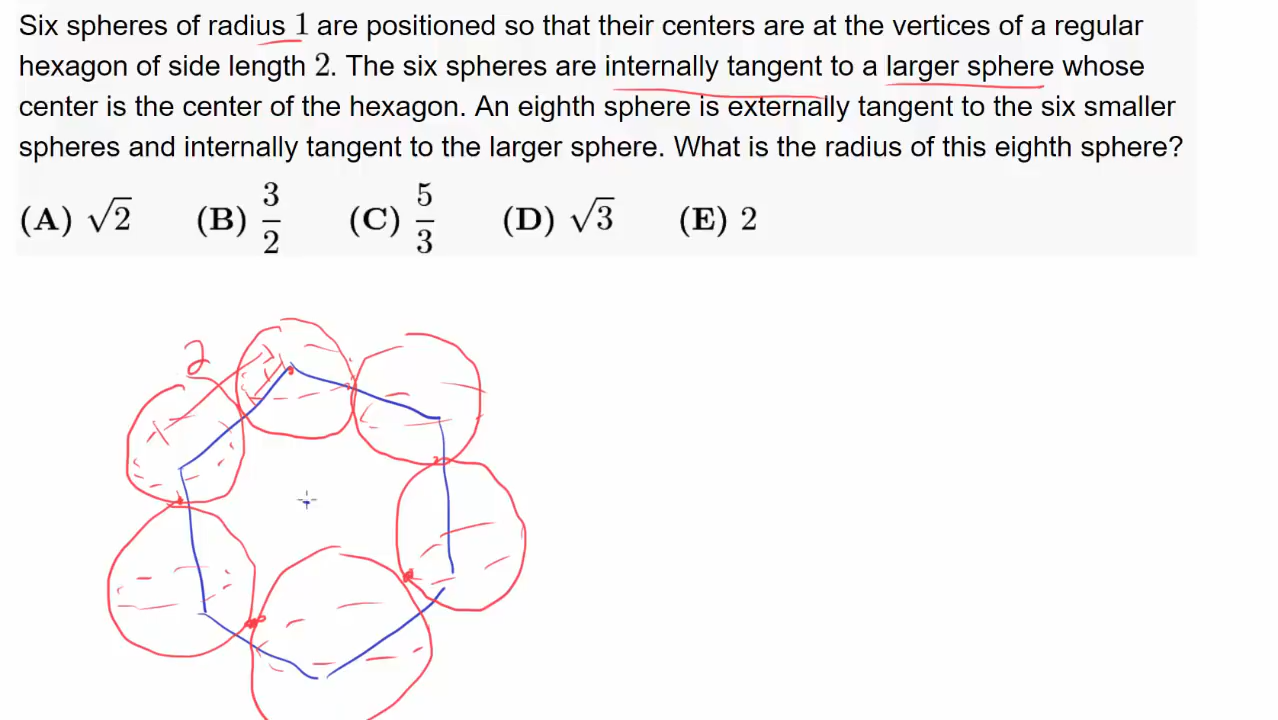 Six spheres of radius 1 are positioned so that their centers are at the vertices of a regular
hexagon of side length 2. The six spheres are internally tangent to a larger sphere whose
center is the center of the hexagon. An eighth sphere is externally tangent to the six smaller
spheres and internally tangent to the larger sphere. What is the radius of this eighth sphere?
(A) √2 (B) 3/2 (C) 5/3 (D) √3 (E) 2
2